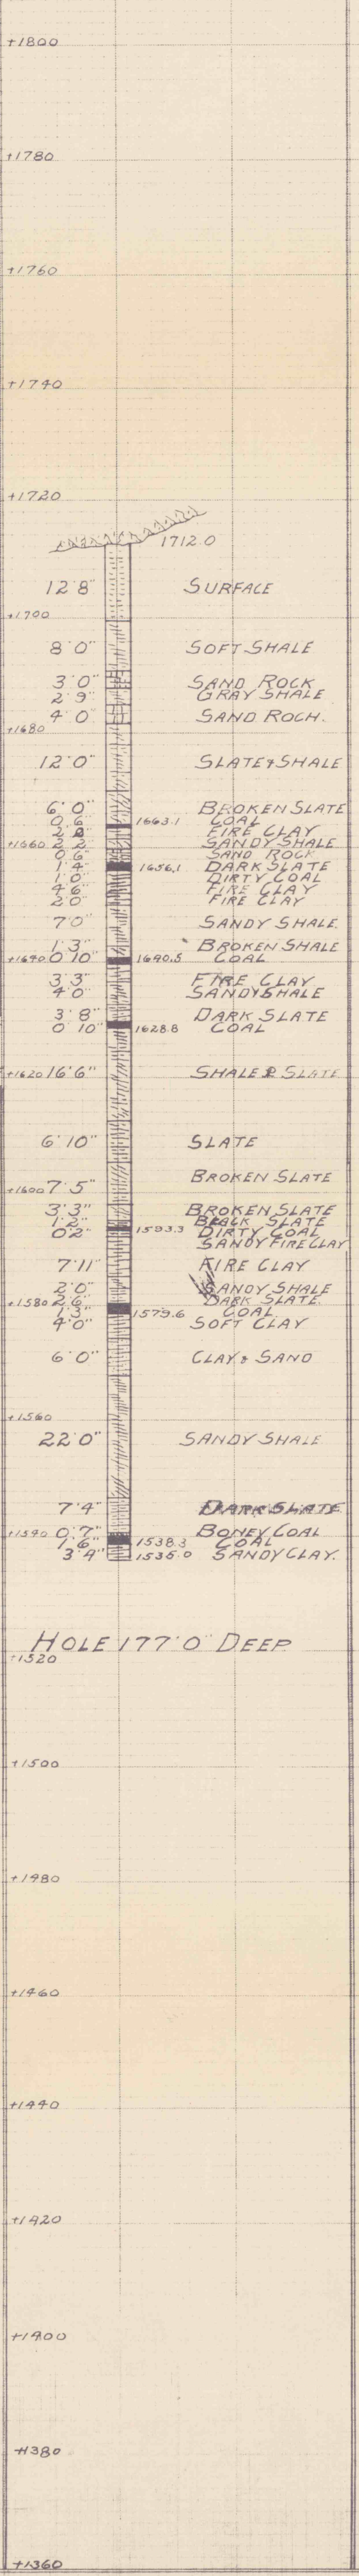 +1800
+1780
+1760
+1740
+1720
1712.0
12'8" SURFACE
+1700
8'0" SOFT SHALE
3'0" SAND ROCK
2'9" GRAY SHALE
4'0" SAND ROCH.
+1680
12'0" SLATE & SHALE
6'0" BROKEN SLATE
0'6" 1663.1 COAL
2' FIRE CLAY
+1660 2'2" SANDY SHALE
0'6" SAND ROCK
1'4" 1656.1 DARK SLATE
1'0" DIRTY COAL
4'6" FIRE CLAY
2'0" FIRE CLAY
7'0" SANDY SHALE
1'3" BROKEN SHALE
+1640 0'10" 1640.5 COAL
3'3" FIRE CLAY
4'0" SANDY SHALE
3'8" DARK SLATE
0'10" 1628.8 COAL
+1620 16'6" SHALE & SLATE
6'10" SLATE
BROKEN SLATE
+1600 7'5"
3'3" BROKEN SLATE
1'2" BLACK SLATE
0'2" 1593.3 DIRTY COAL
SANDY FIRE CLAY
7'11" FIRE CLAY
2'0" SANDY SHALE
+1580 2'6" DARK SLATE
1'3" 1579.6 COAL
4'0" SOFT CLAY
6'0" CLAY & SAND
+1560
22'0" SANDY SHALE
7'4" DARK SLATE
+1540 0'7" BONEY COAL
1'6" 1538.3 COAL
3'4" 1535.0 SANDY CLAY.
HOLE 177'0" DEEP
+1520
+1500
+1480
+1460
+1440
+1420
+1400
+1380
+1360